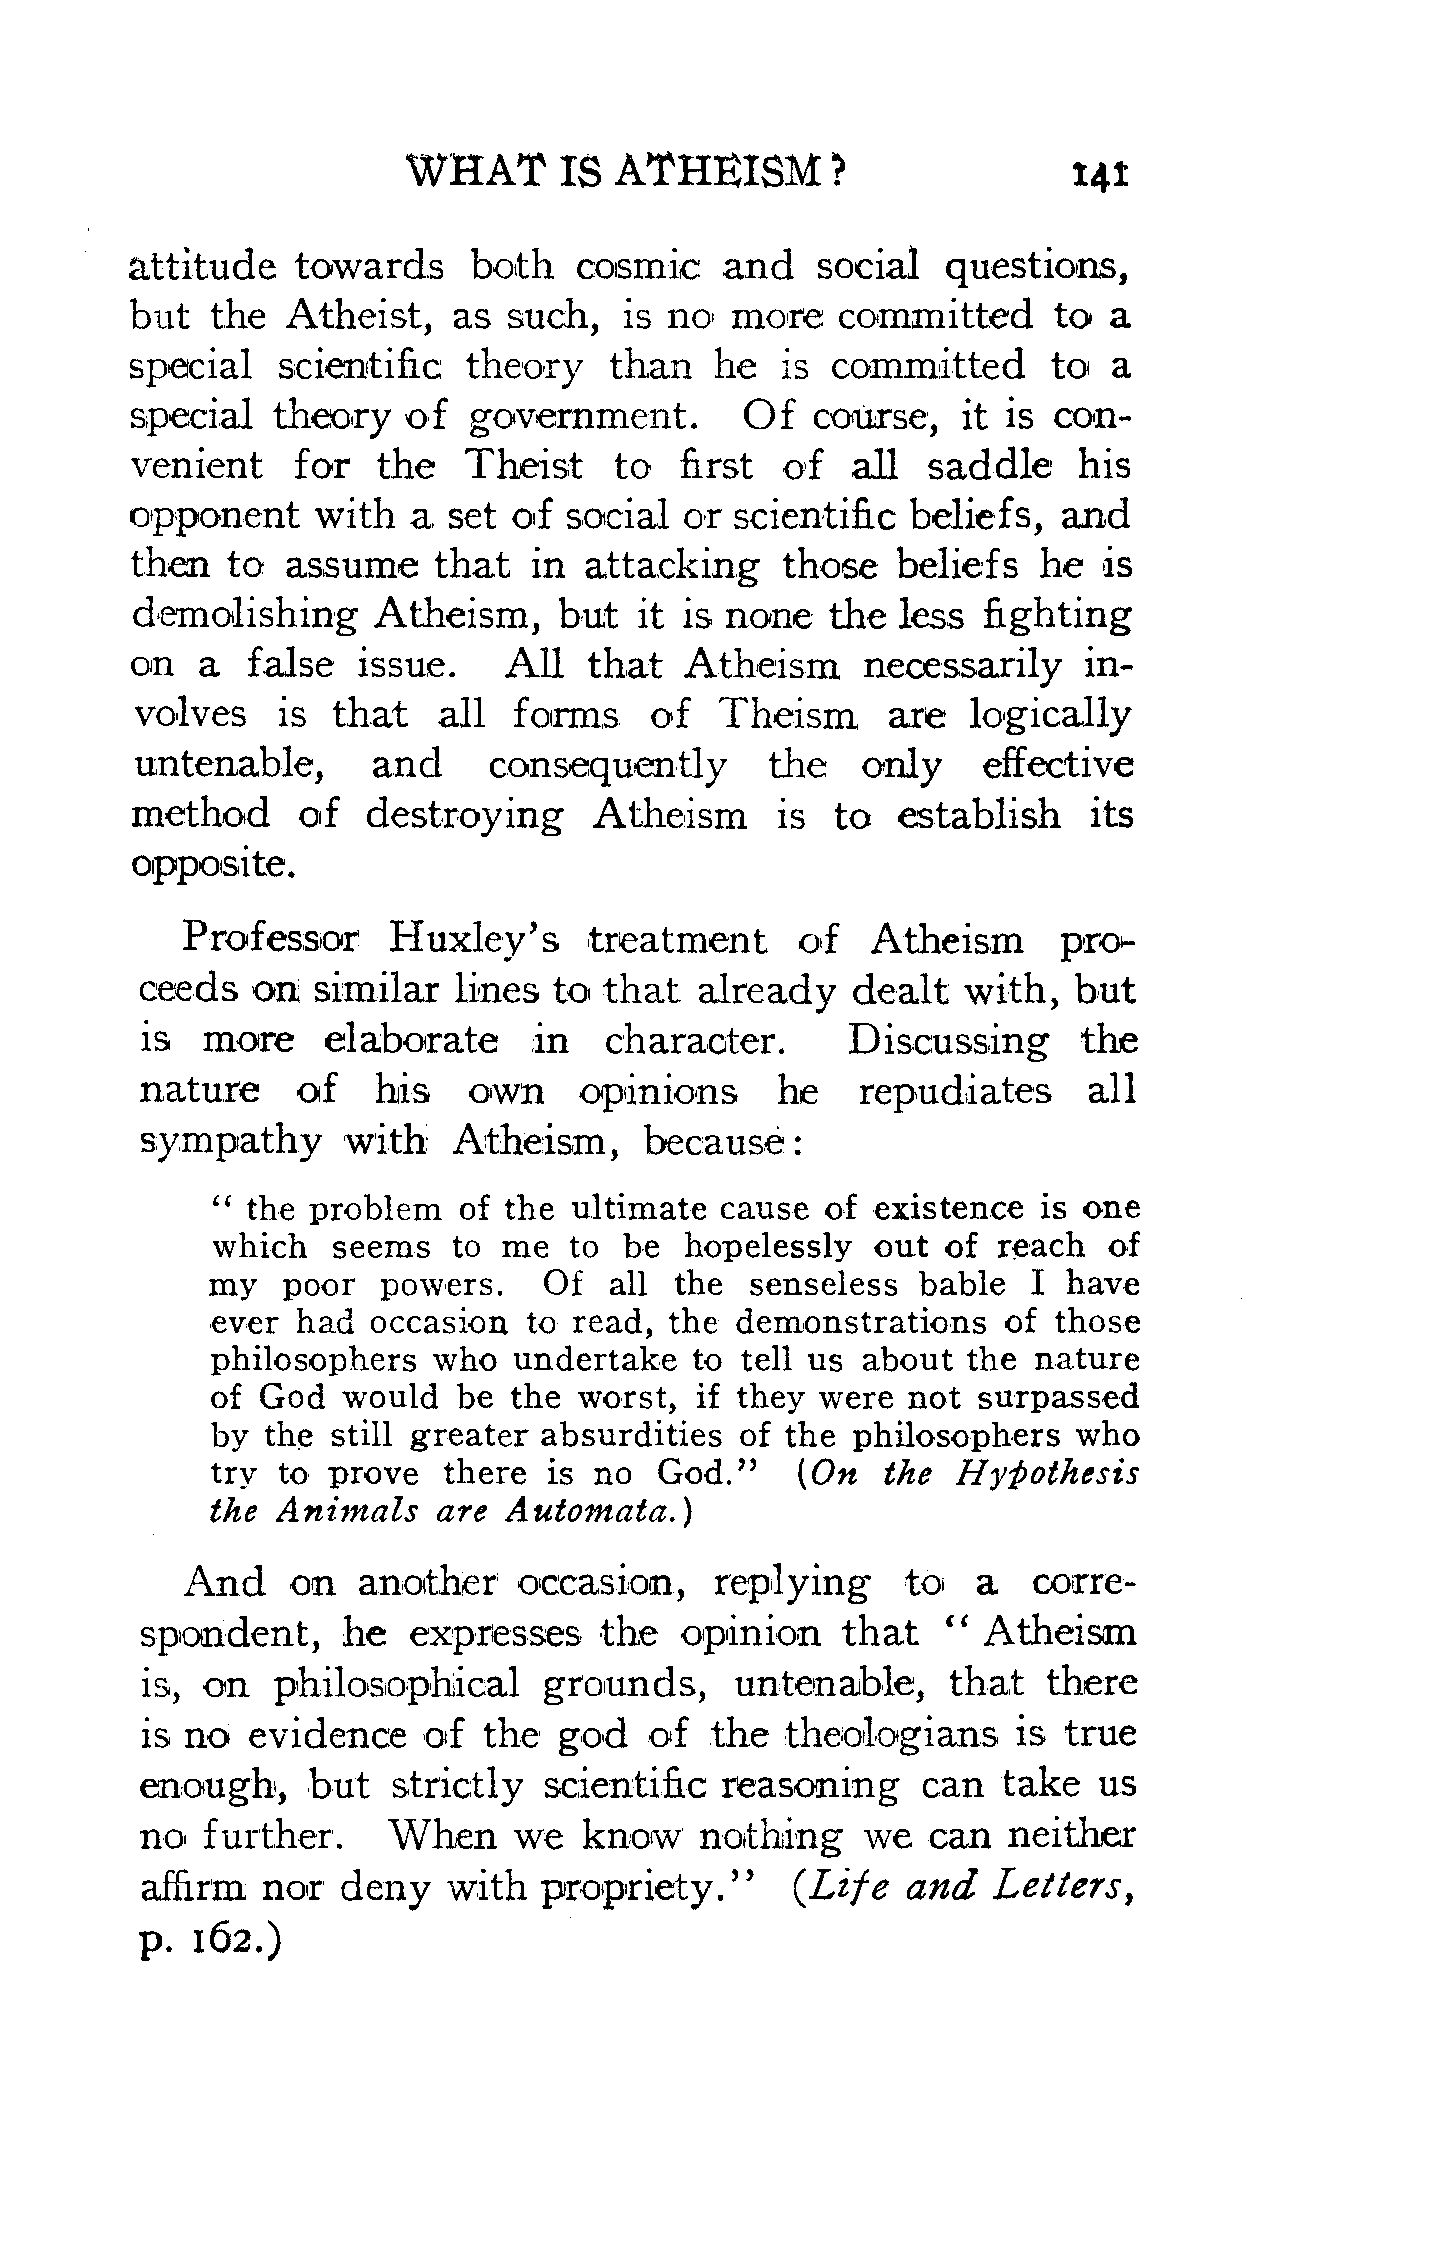 WHAT IS ATHEISM? 141
attitude towards both cosmic and social questions,
but the Atheist, as such, is no more committed to a
special scientific theory than he is committed to a
special theory of government. Of course, it is con-
venient for the Theist to first of all saddle his
opponent with a set of social or scientific beliefs, and
then to assume that in attacking those beliefs he is
demolishing Atheism, but it is none the less fighting
on a false issue. All that Atheism necessarily in-
volves is that all forms of Theism are logically
untenable, and consequently the only effective
method of destroying Atheism is to establish its
opposite.
Professor Huxley's treatment of Atheism pro-
ceeds on similar lines to that already dealt with, but
is more elaborate in character. Discussing the
nature of his own opinions he repudiates all
sympathy with Atheism, because:
“ the problem of the ultimate cause of existence is one
which seems to me to be hopelessly out of reach of
my poor powers. Of all the senseless bable I have
ever had occasion to read, the demonstrations of those
philosophers who undertake to tell us about the nature
of God would be the worst, if they were not surpassed
by the still greater absurdities of the philosophers who
try to prove there is no God.” (On the Hypothesis
the Animals are Automata.)
And on another occasion, replying to a corre-
spondent, he expresses the opinion that “ Atheism
is, on philosophical grounds, untenable, that there
is no evidence of the god of the theologians is true
enough, but strictly scientific reasoning can take us
no further. When we know nothing we can neither
affirm nor deny with propriety.” (Life and Letters,
p. 162.)